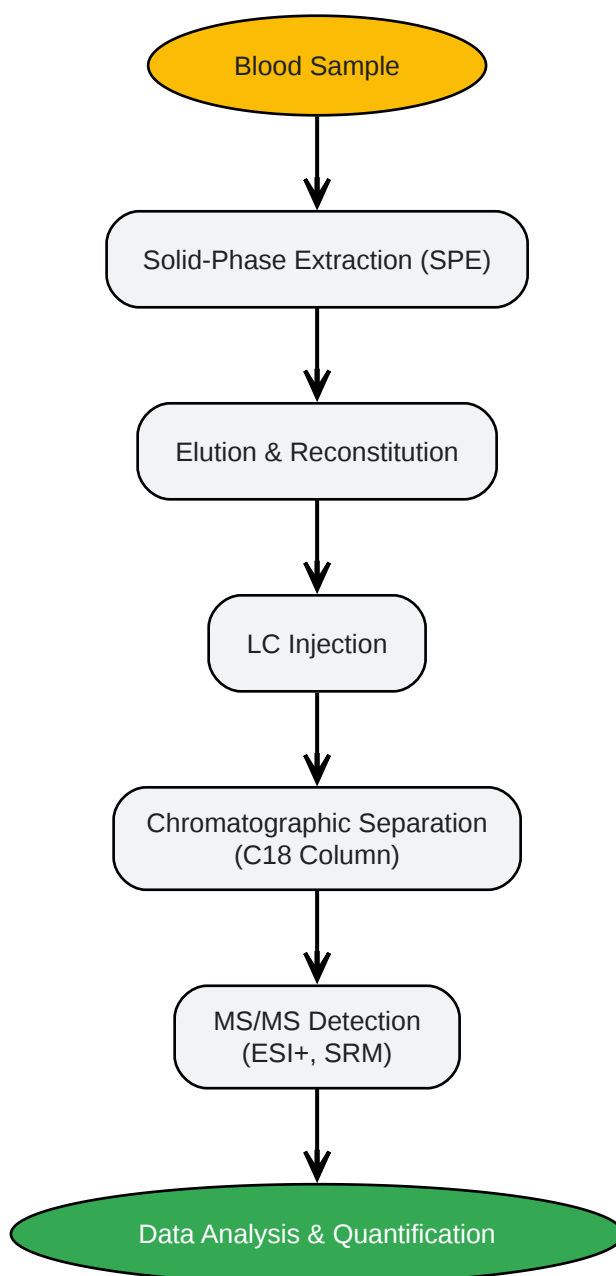 Blood Sample
Solid-Phase Extraction (SPE)
Elution & Reconstitution
LC Injection
Chromatographic Separation
(C18 Column)
MS/MS Detection
(ESI+, SRM)
Data Analysis & Quantification